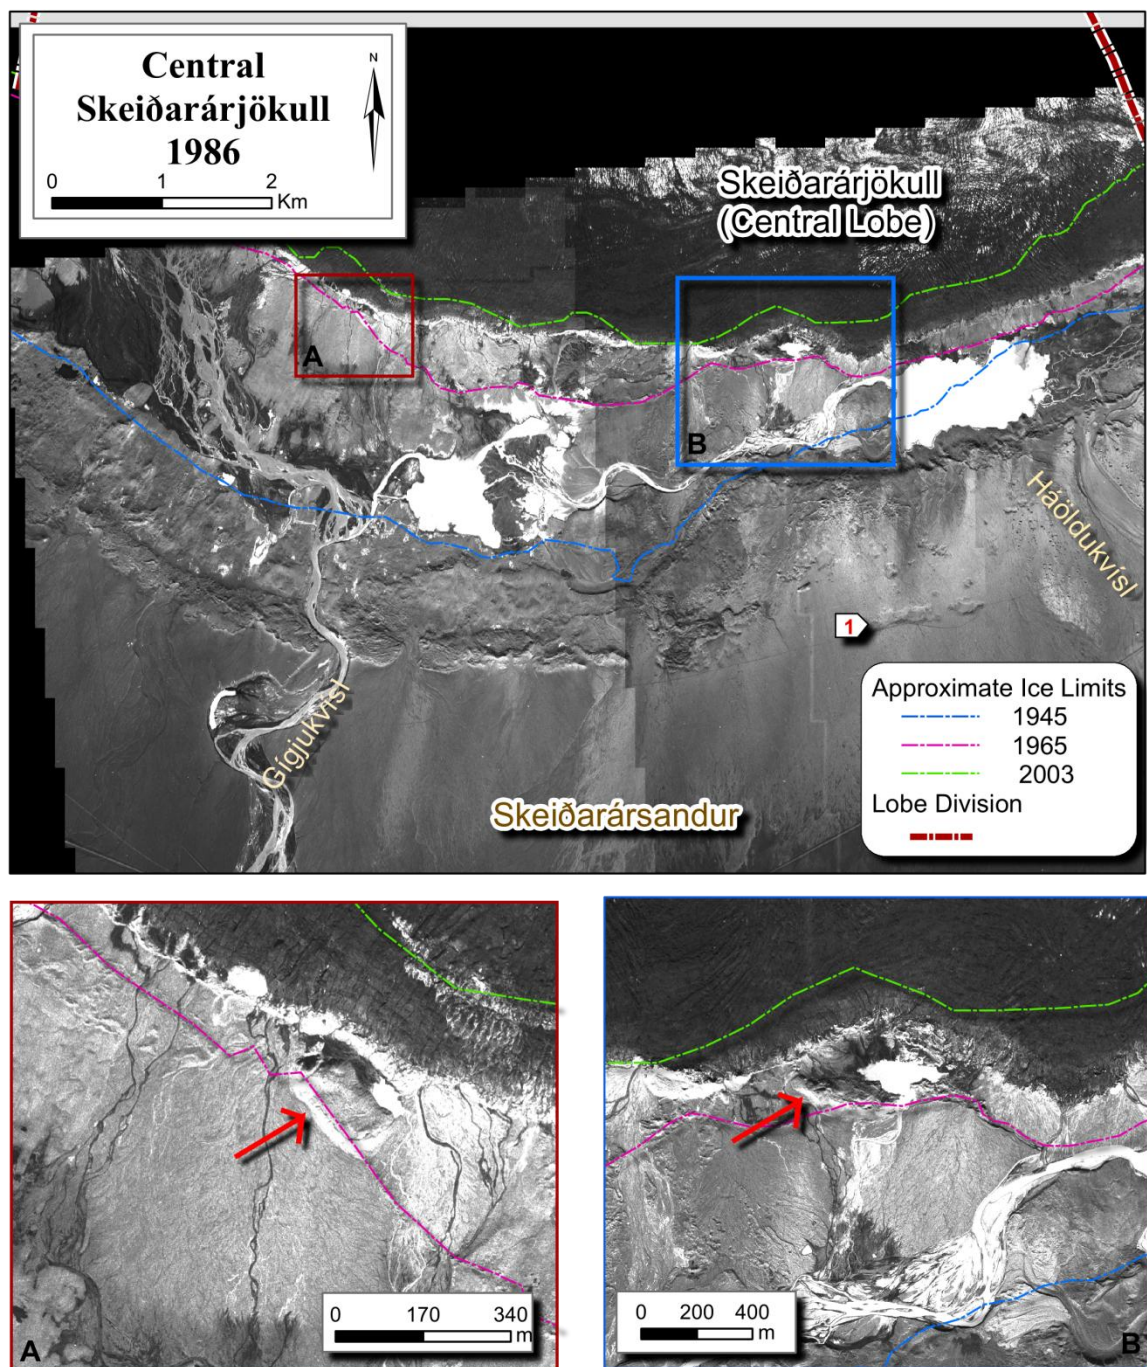 Central
Skeiðarárjökull
1986
N
0 1 2
Km
Skeiðarárjökull
(Central Lobe)
A
B
Háöldukvísl
1
Gígjukvísl
Skeiðarársandur
Approximate Ice Limits
1945
1965
2003
Lobe Division
0 170 340
m
A
0 200 400
m
B